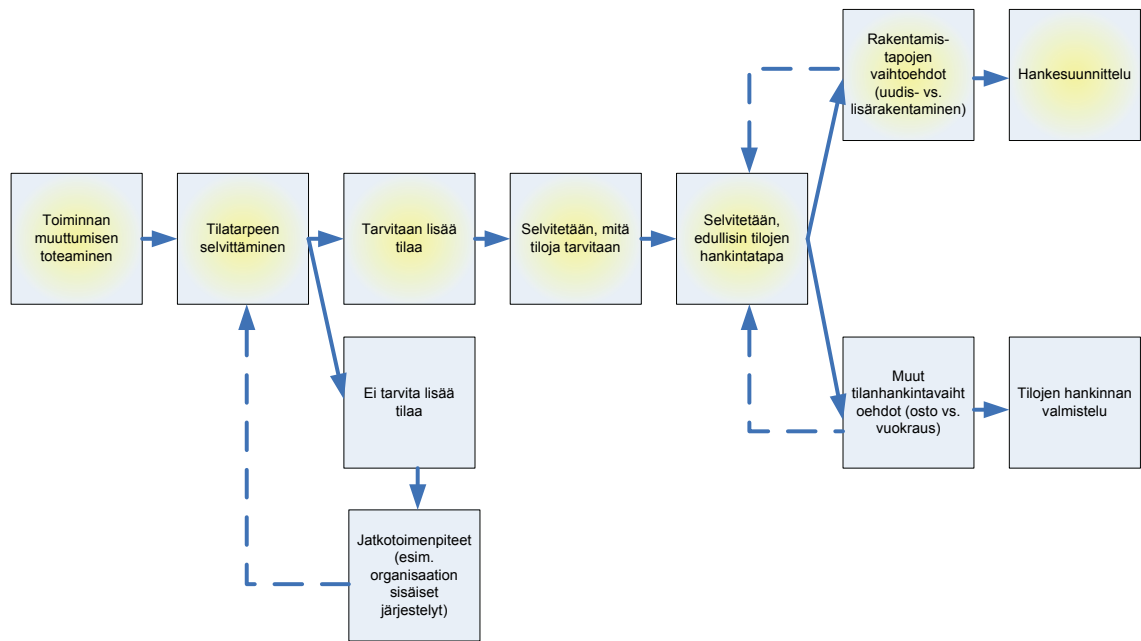 Rakentamis-
tapojen
vaihtoehdot
(uudis- vs.
lisärakentaminen)
Hankesuunnittelu
Toiminnan
muuttumisen
toteaminen
Tilatarpeen
selvittäminen
Tarvitaan lisää
tilaa
Selvitetään, mitä
tiloja tarvitaan
Selvitetään,
edullisin tilojen
hankintatapa
Ei tarvita lisää
tilaa
Muut
tilanhankintavaiht
oehdot (osto vs.
vuokraus)
Tilojen hankinnan
valmistelu
Jatkotoimenpiteet
(esim.
organisaation
sisäiset
järjestelyt)